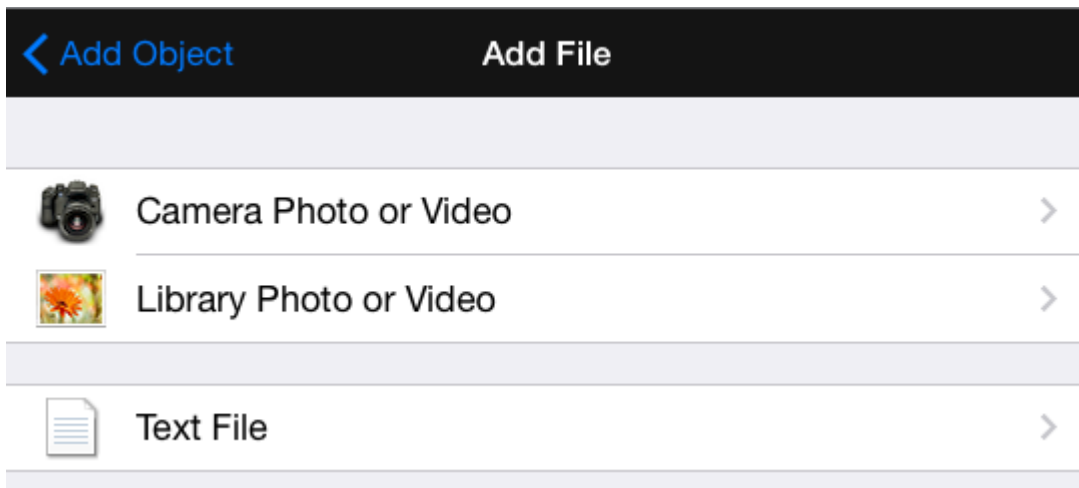 Add Object
Add File
Camera Photo or Video
Library Photo or Video
Text File